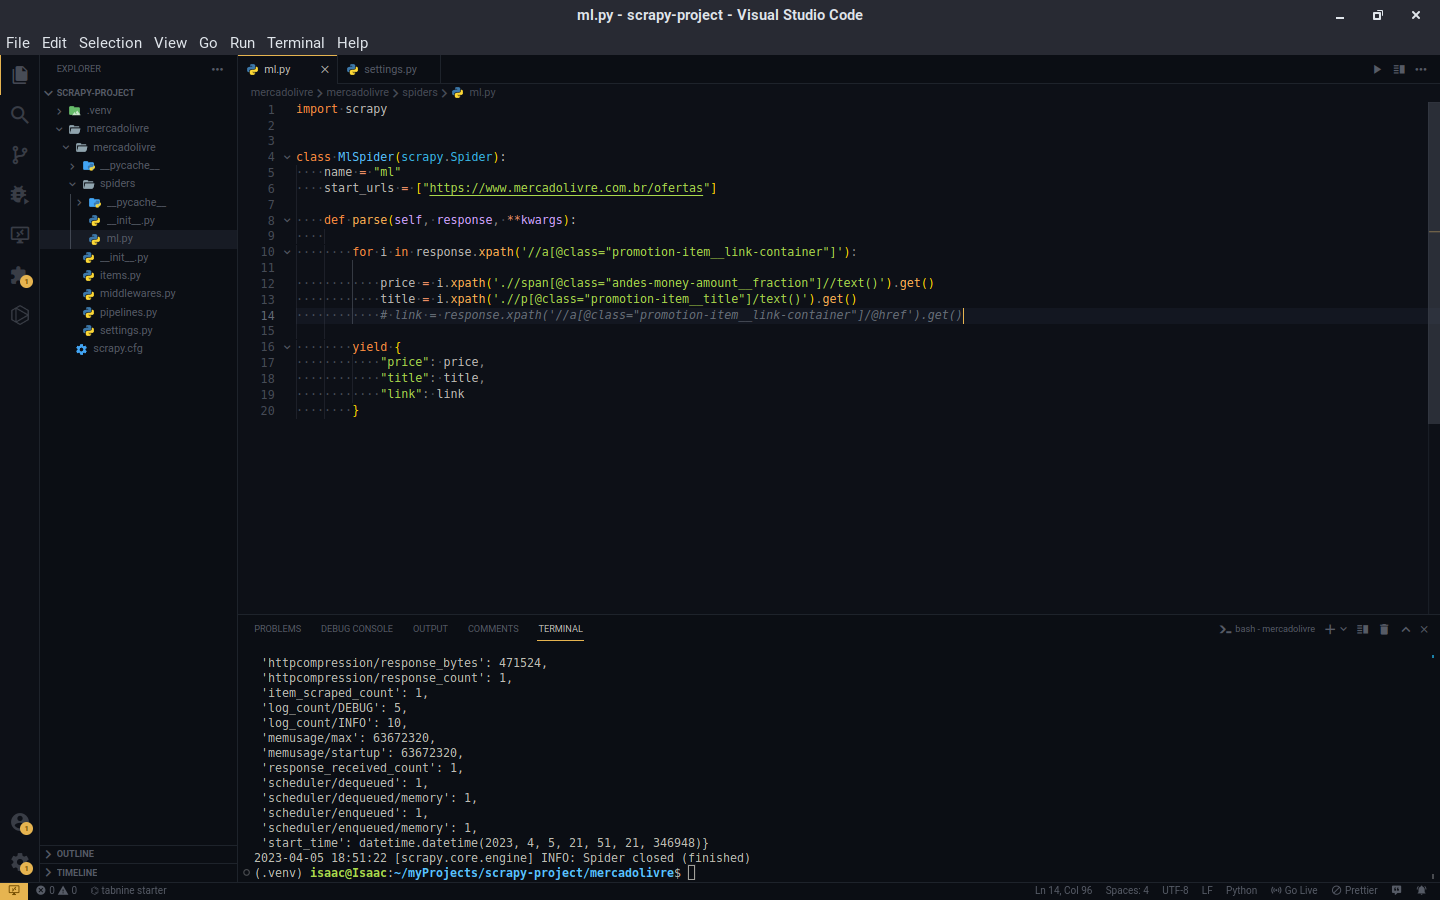 ml.py - scrapy-project - Visual Studio Code
File Edit Selection View Go Run Terminal Help
EXPLORER
SCRAPY-PROJECT
.venv
mercadolivre
mercadolivre
__pycache__
spiders
__pycache__
__init__.py
ml.py
__init__.py
items.py
middlewares.py
pipelines.py
settings.py
scrapy.cfg
OUTLINE
TIMELINE
1
1
1
ml.py
settings.py
mercadolivre > mercadolivre > spiders > ml.py
1 import scrapy
2
3
4 class MlSpider(scrapy.Spider):
5     name = "ml"
6     start_urls = ["https://www.mercadolivre.com.br/ofertas"]
7
8     def parse(self, response, **kwargs):
9
10         for i in response.xpath('//a[@class="promotion-item__link-container"]'):
11
12             price = i.xpath('.//span[@class="andes-money-amount__fraction"]//text()').get()
13             title = i.xpath('.//p[@class="promotion-item__title"]/text()').get()
14             # link = response.xpath('//a[@class="promotion-item__link-container"]/@href').get()
15
16         yield {
17             "price": price,
18             "title": title,
19             "link": link
20         }
PROBLEMS DEBUG CONSOLE OUTPUT COMMENTS TERMINAL
bash - mercadolivre
'httpcompression/response_bytes': 471524,
'httpcompression/response_count': 1,
'item_scraped_count': 1,
'log_count/DEBUG': 5,
'log_count/INFO': 10,
'memusage/max': 63672320,
'memusage/startup': 63672320,
'response_received_count': 1,
'scheduler/dequeued': 1,
'scheduler/dequeued/memory': 1,
'scheduler/enqueued': 1,
'scheduler/enqueued/memory': 1,
'start_time': datetime.datetime(2023, 4, 5, 21, 51, 21, 346948)}
2023-04-05 18:51:22 [scrapy.core.engine] INFO: Spider closed (finished)
(.venv) isaac@Isaac:~/myProjects/scrapy-project/mercadolivre$
0 0 tabnine starter
Ln 14, Col 96 Spaces: 4 UTF-8 LF Python Go Live Prettier